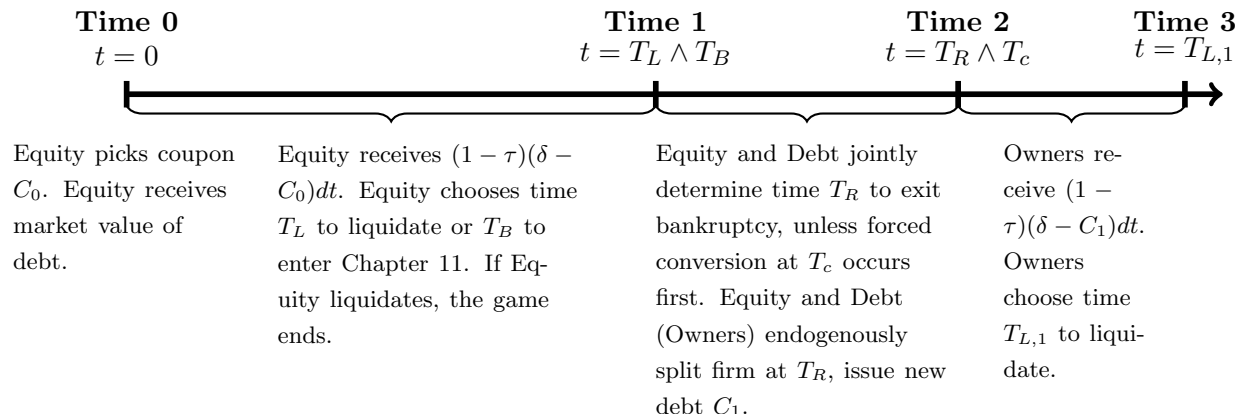 Time 0
t = 0
Time 1
t = T_L ∧ T_B
Time 2
t = T_R ∧ T_c
Time 3
t = T_{L,1}
Equity picks coupon
C_0. Equity receives
market value of
debt.
Equity receives (1 − τ)(δ −
C_0)dt. Equity chooses time
T_L to liquidate or T_B to
enter Chapter 11. If Eq-
uity liquidates, the game
ends.
Equity and Debt jointly
determine time T_R to exit
bankruptcy, unless forced
conversion at T_c occurs
first. Equity and Debt
(Owners) endogenously
split firm at T_R, issue new
debt C_1.
Owners re-
ceive (1 −
τ)(δ − C_1)dt.
Owners
choose time
T_{L,1} to liqui-
date.